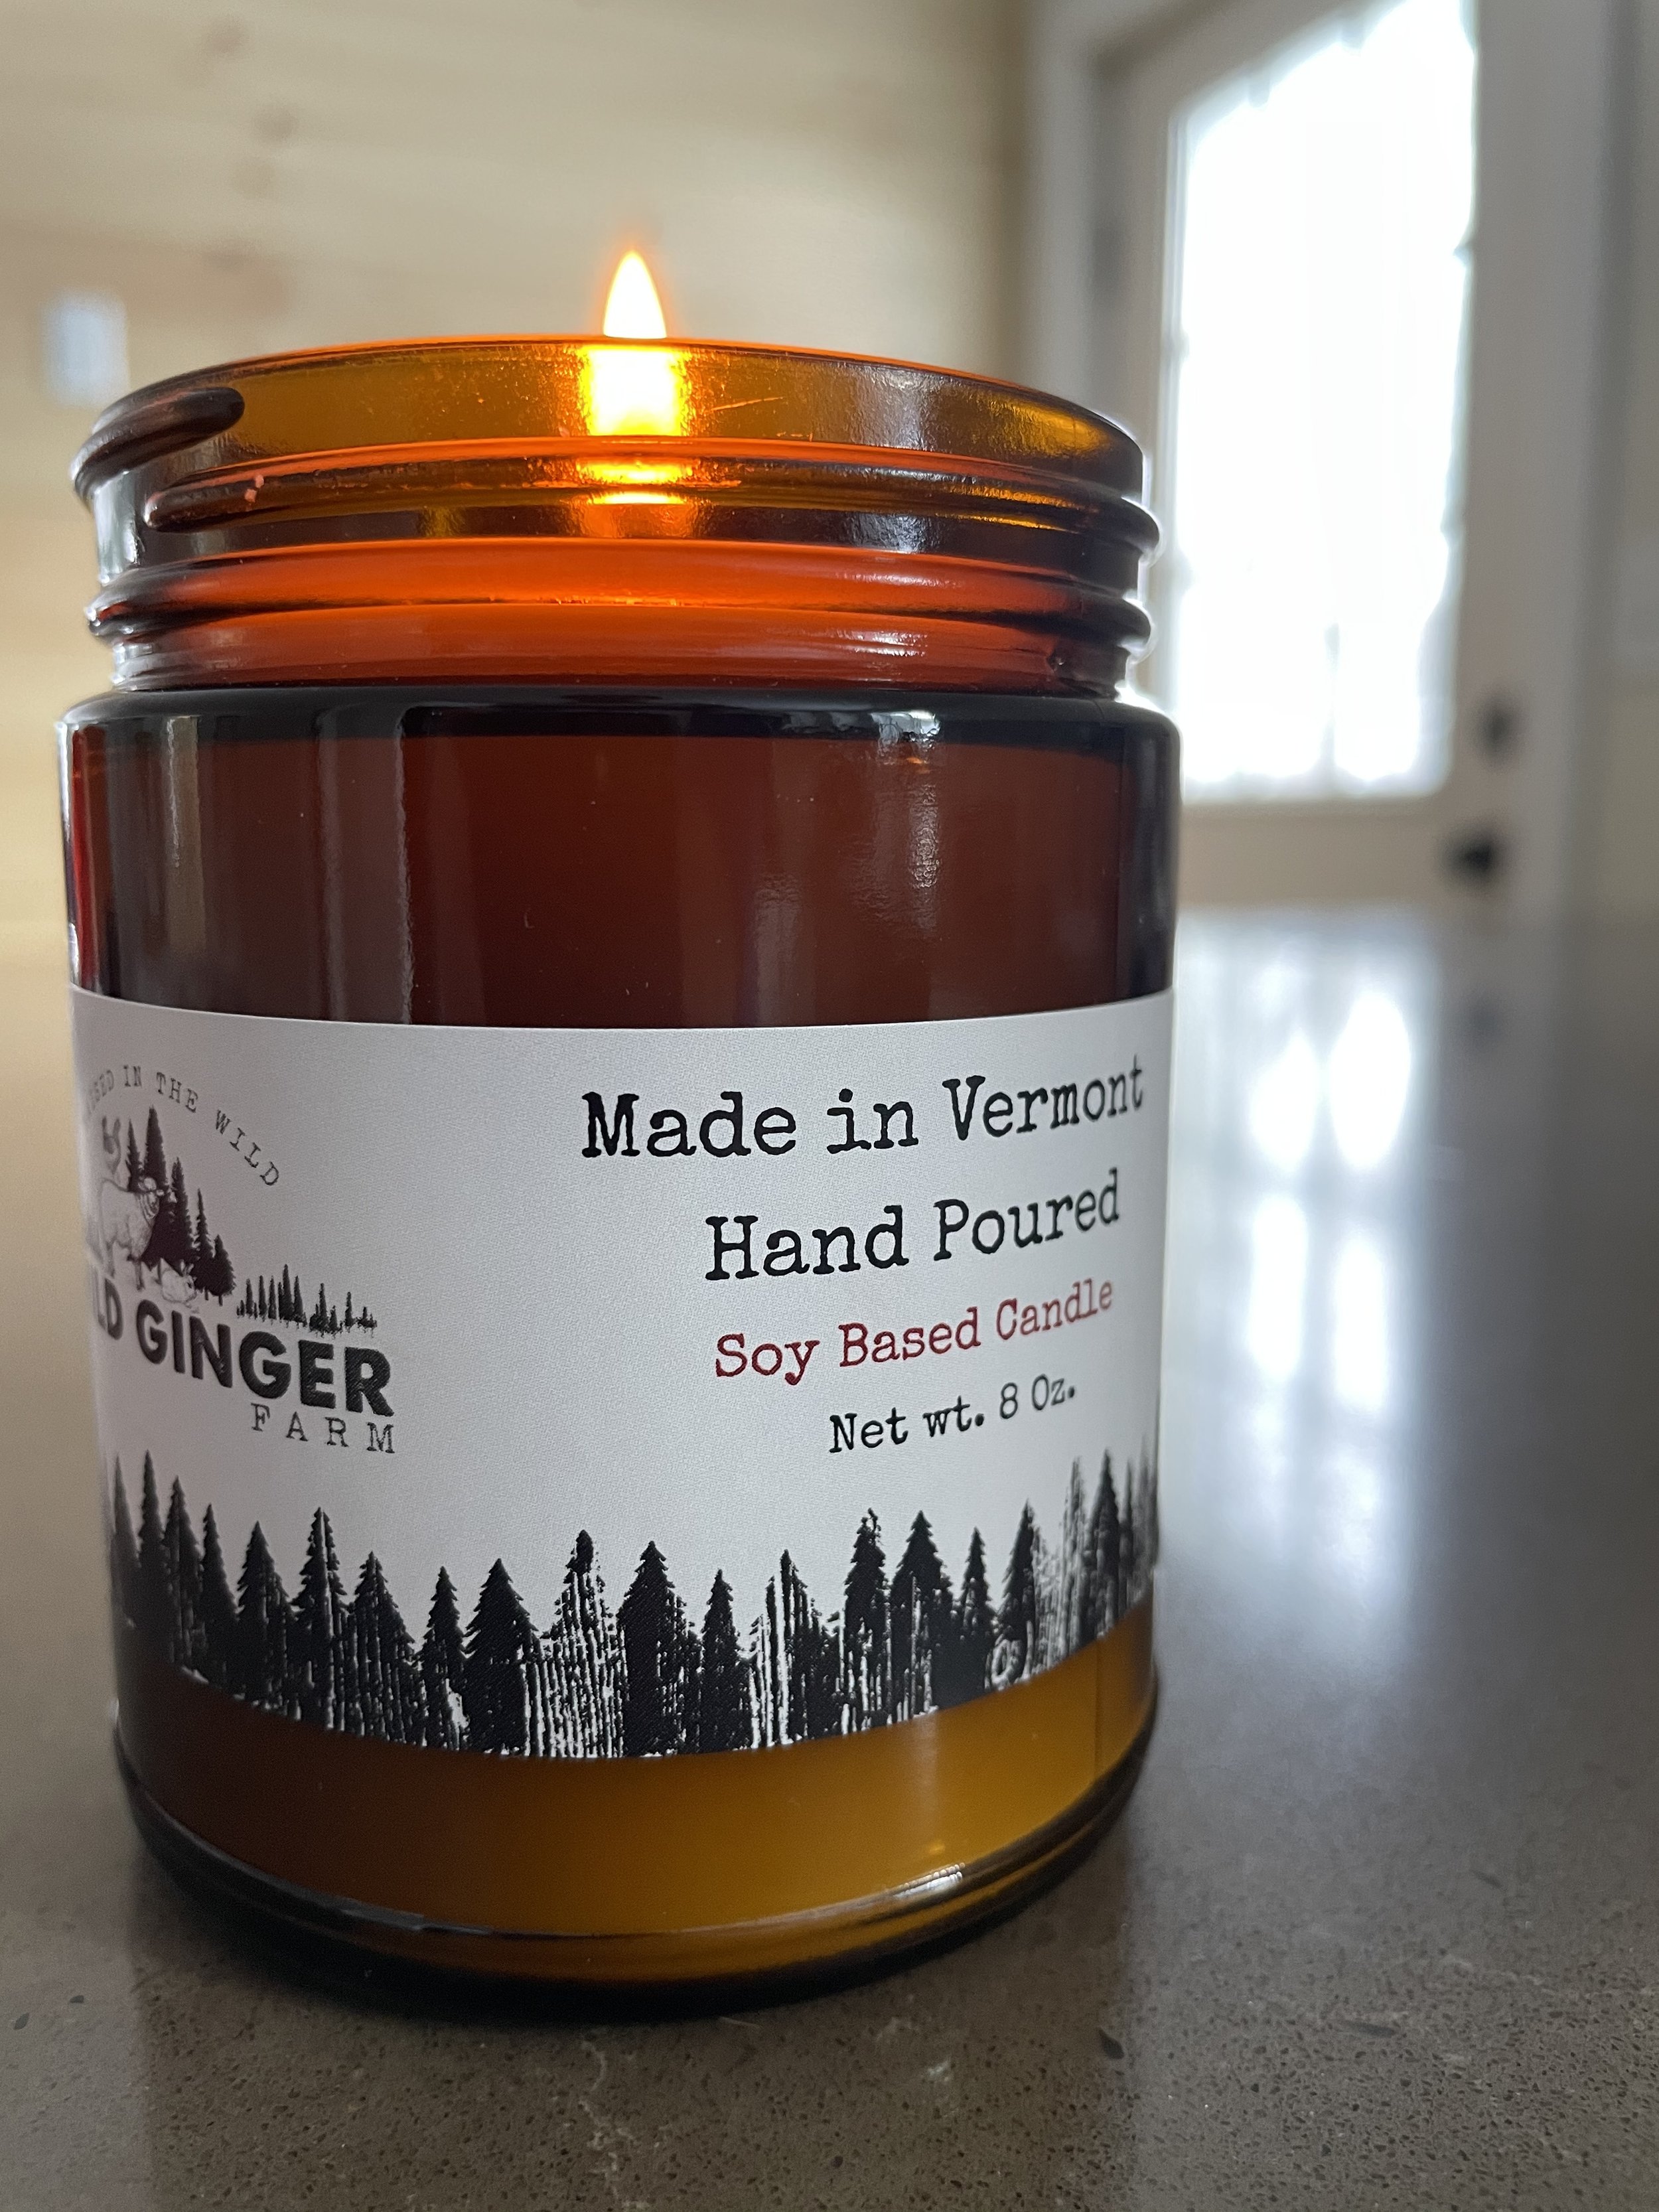 IN THE WILD
GINGER
FARM
Made in Vermont
Hand Poured
Soy Based Candle
Net wt. 8 Oz.